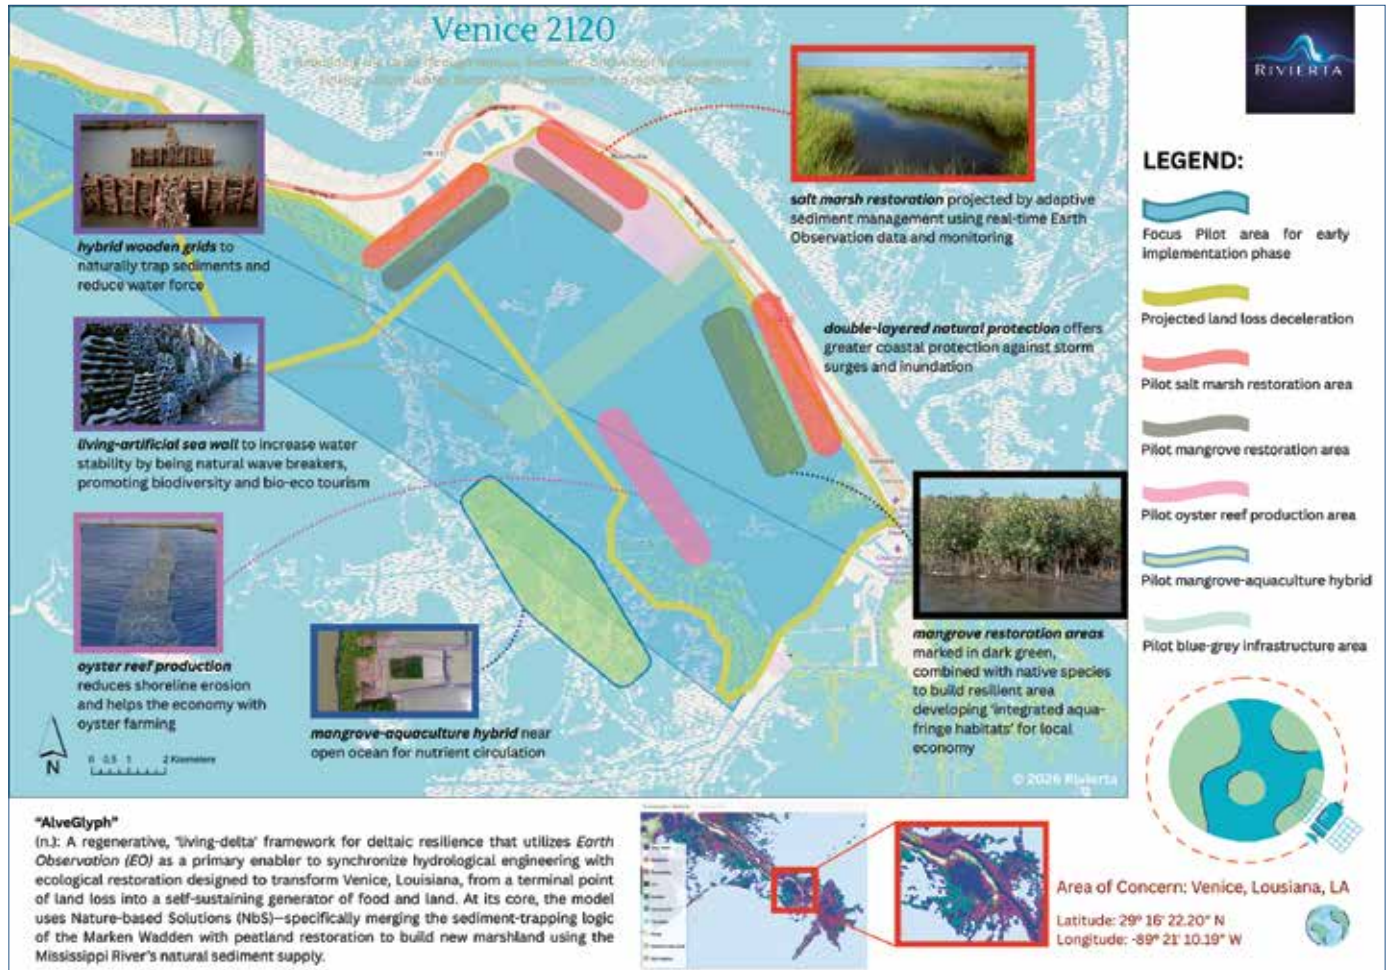 Venice 2120
RIVIERTA
hybrid wooden grids to
naturally trap sediments and
reduce water force
living-artificial sea wall to increase water
stability by being natural wave breakers,
promoting biodiversity and bio-eco tourism
oyster reef production
reduces shoreline erosion
and helps the economy with
oyster farming
mangrove-aquaculture hybrid near
open ocean for nutrient circulation
salt marsh restoration projected by adaptive
sediment management using real-time Earth
Observation data and monitoring
double-layered natural protection offers
greater coastal protection against storm
surges and inundation
mangrove restoration areas
marked in dark green,
combined with native species
to build resilient area
developing 'integrated aqua-
fringe habitats' for local
economy
N
0 0.5 1 2 Kilometers
© 2026 Rivierta
LEGEND:
Focus Pilot area for early
implementation phase
Projected land loss deceleration
Pilot salt marsh restoration area
Pilot mangrove restoration area
Pilot oyster reef production area
Pilot mangrove-aquaculture hybrid
Pilot blue-grey infrastructure area
"AlveGlyph"
(n.): A regenerative, 'living-delta' framework for deltaic resilience that utilizes Earth
Observation (EO) as a primary enabler to synchronize hydrological engineering with
ecological restoration designed to transform Venice, Louisiana, from a terminal point
of land loss into a self-sustaining generator of food and land. At its core, the model
uses Nature-based Solutions (NbS)—specifically merging the sediment-trapping logic
of the Marken Wadden with peatland restoration to build new marshland using the
Mississippi River's natural sediment supply.
Area of Concern: Venice, Lousiana, LA
Latitude: 29° 16' 22.20" N
Longitude: -89° 21' 10.19" W